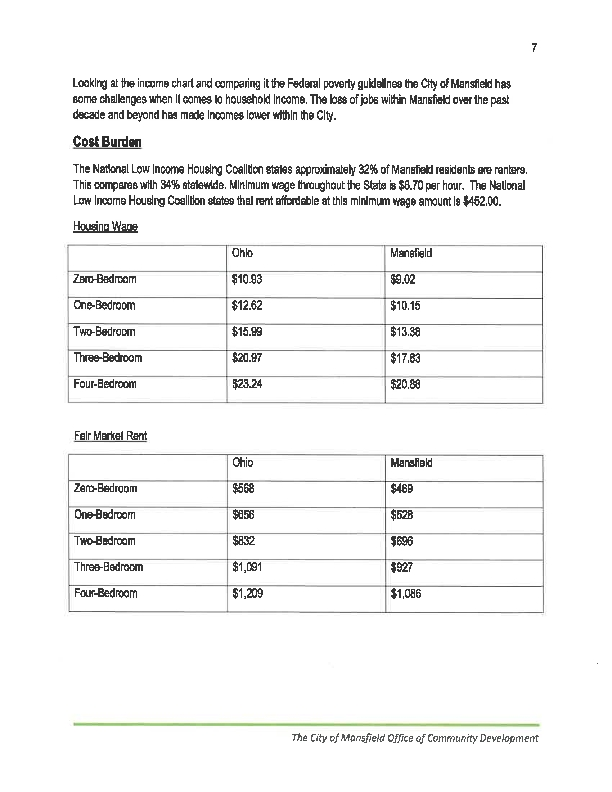 7
Looking at the income chart and comparing it the Federal poverty guidelines the City of Mansfield has
some challenges when it comes to household income. The loss of jobs within Mansfield over the past
decade and beyond has made incomes lower within the City.
Cost Burden
The National Low Income Housing Coalition states approximately 32% of Mansfield residents are renters.
This compares with 34% statewide. Minimum wage throughout the State is $8.70 per hour. The National
Low Income Housing Coalition states that rent affordable at this minimum wage amount is $452.00.
Housing Wage
Ohio Mansfield
Zero-Bedroom $10.93 $9.02
One-Bedroom $12.62 $10.15
Two-Bedroom $15.99 $13.38
Three-Bedroom $20.97 $17.83
Four-Bedroom $23.24 $20.88
Fair Market Rent
Ohio Mansfield
Zero-Bedroom $568 $469
One-Bedroom $656 $528
Two-Bedroom $832 $696
Three-Bedroom $1,091 $927
Four-Bedroom $1,209 $1,086
The City of Mansfield Office of Community Development